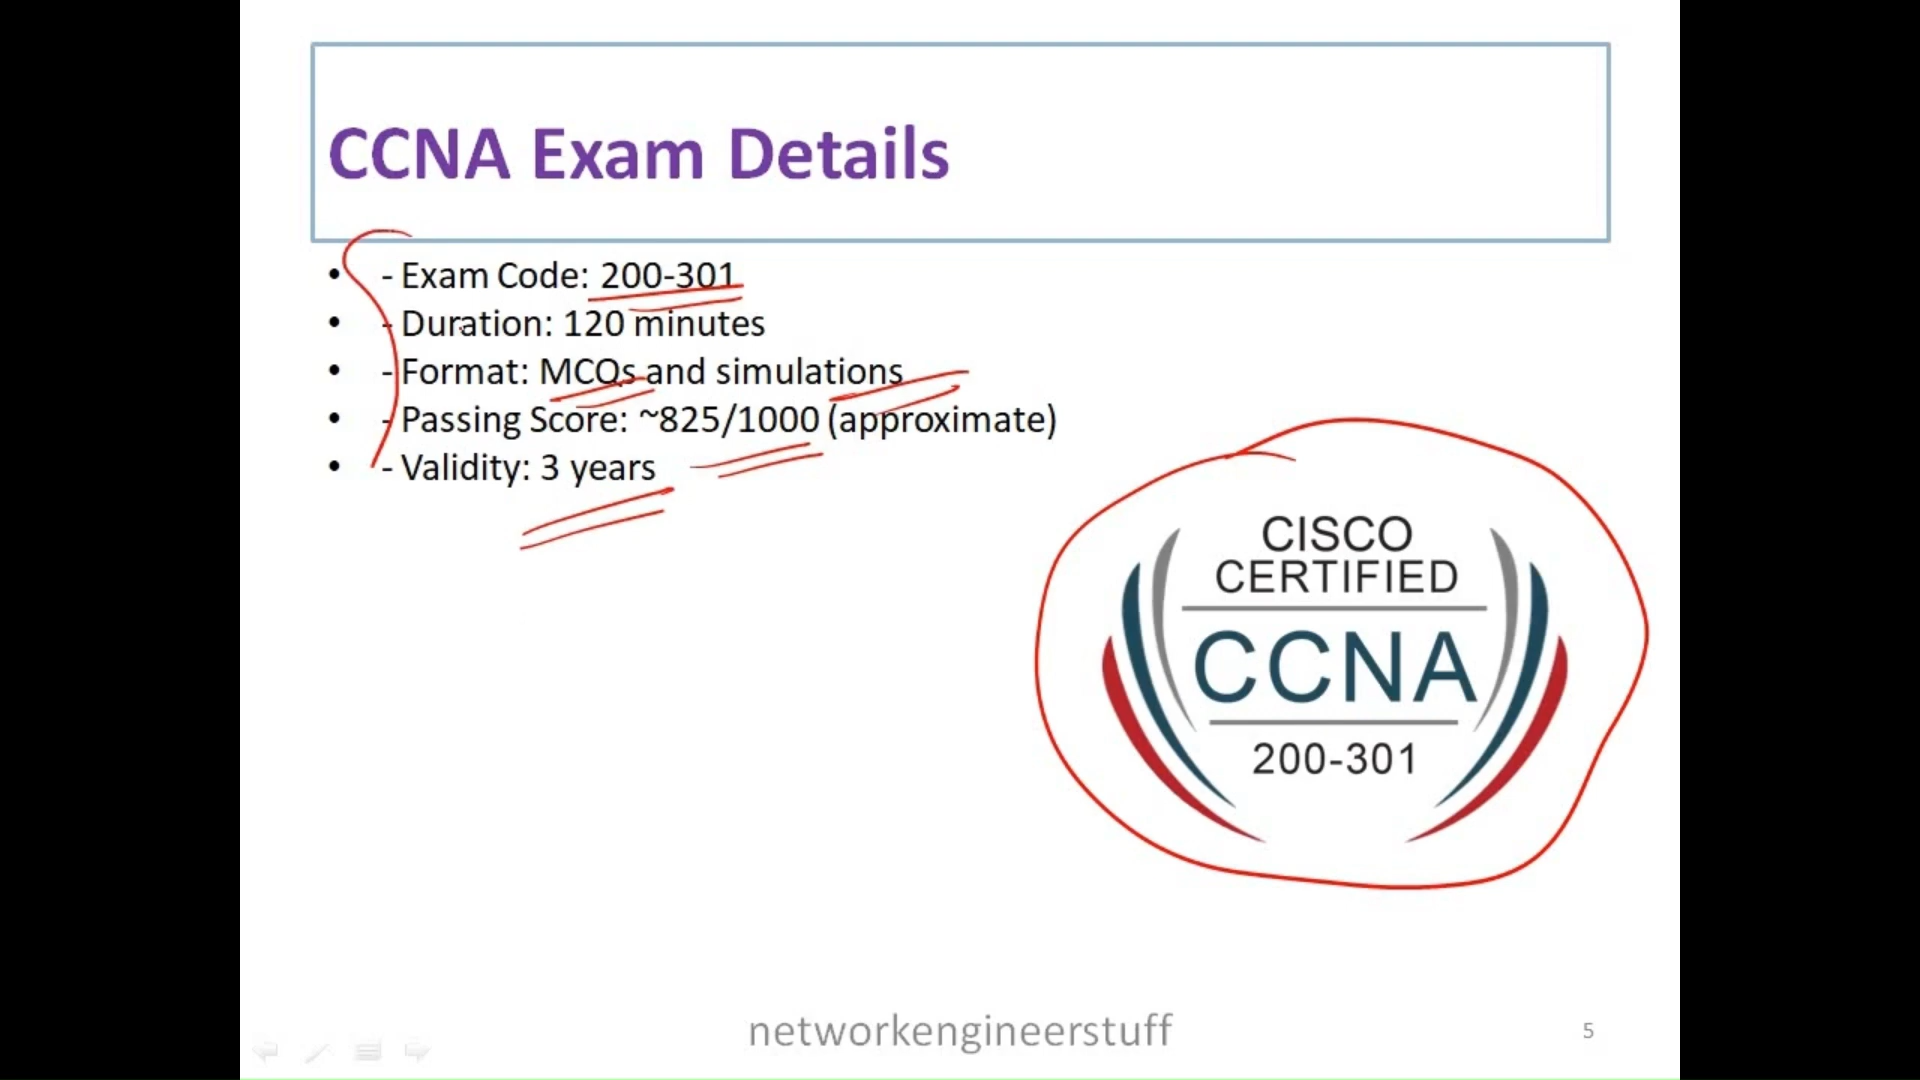 CCNA Exam Details
• - Exam Code: 200-301
• - Duration: 120 minutes
• - Format: MCQs and simulations
• - Passing Score: ~825/1000 (approximate)
• - Validity: 3 years
CISCO
CERTIFIED
CCNA
200-301
networkengineerstuff
5